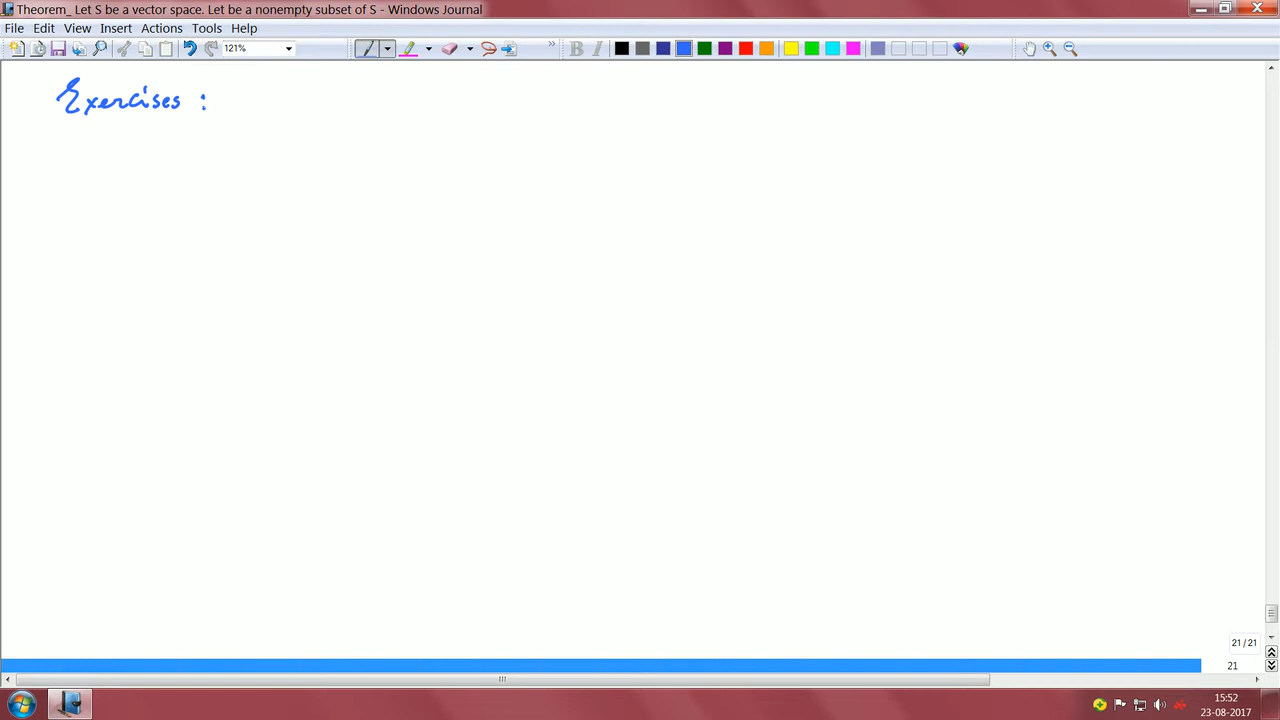 Theorem_ Let S be a vector space. Let be a nonempty subset of S - Windows Journal
File Edit View Insert Actions Tools Help
121%
B I
Exercises :
21 / 21
21
15:52
23-08-2017